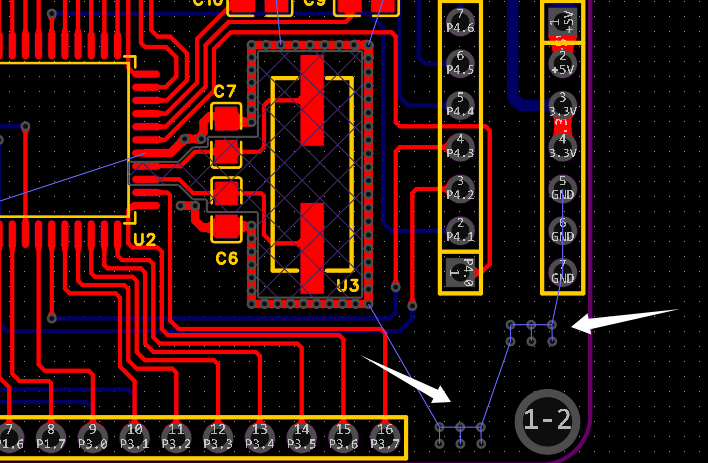 C10
C9
C7
U2
C6
U3
7
P4.6
6
P4.5
5
P4.4
4
P4.3
3
P4.2
2
P4.1
1
P4.0
1
+5V
2
+5V
3
3.3V
4
3.3V
5
GND
6
GND
7
GND
1-2
7
P1.6
8
P1.7
9
P3.0
10
P3.1
11
P3.2
12
P3.3
13
P3.4
14
P3.5
15
P3.6
16
P3.7